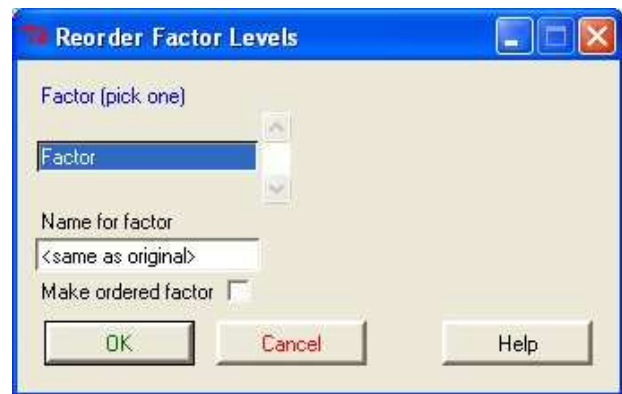 Reorder Factor Levels
Factor (pick one)
Factor
Name for factor
<same as original>
Make ordered factor
OK Cancel Help